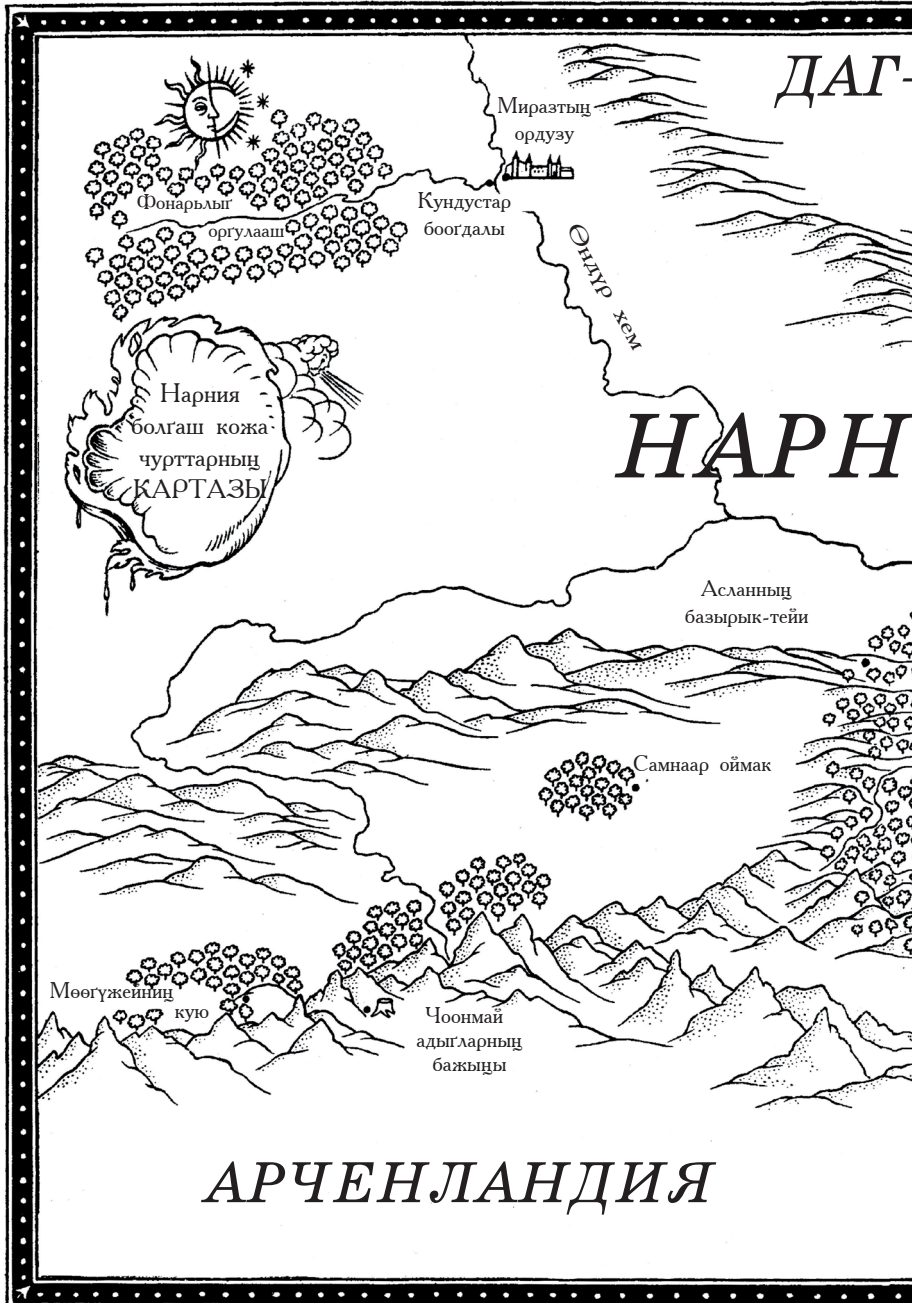 ДАГ-
Миразтың
ордузу
Фонарьлыг
оргулааш
Кундустар
боогдалы
Өндүр хем
Нарния
болгаш кожа
чурттарның
КАРТАЗЫ
НАРН
Асланның
базырык-тейи
Самнаар оймак
Мөөгүжейниң
кую
Чоонмай
адыгларның
бажыңы
АРЧЕНЛАНДИЯ